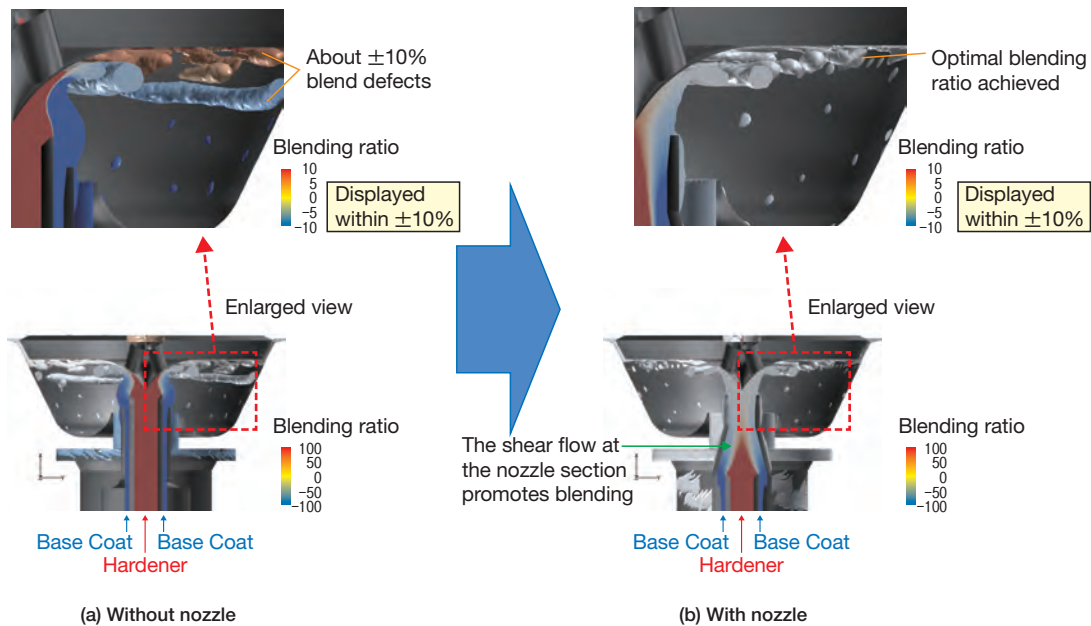 About ±10%
blend defects
Blending ratio
10
5
0
−5
−10
Displayed
within ±10%
Enlarged view
Blending ratio
100
50
0
−50
−100
Base Coat
Base Coat
Hardener
(a) Without nozzle
Optimal blending
ratio achieved
Blending ratio
10
5
0
−5
−10
Displayed
within ±10%
Enlarged view
The shear flow at
the nozzle section
promotes blending
Blending ratio
100
50
0
−50
−100
Base Coat
Base Coat
Hardener
(b) With nozzle